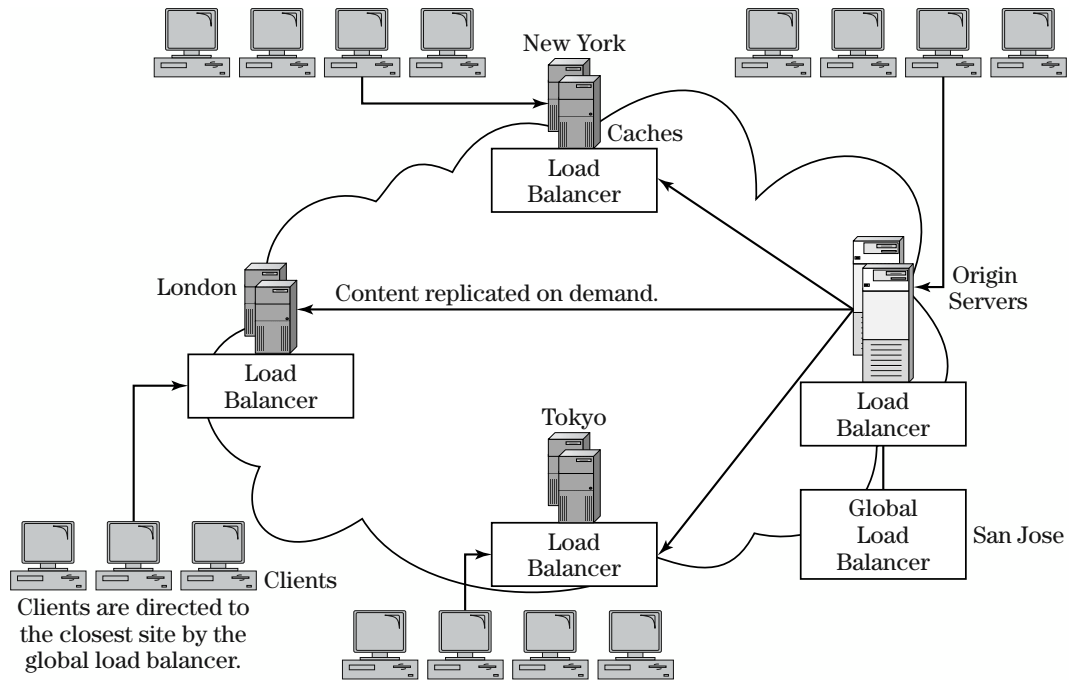 New York
Caches
Load
Balancer
London
Content replicated on demand.
Origin
Servers
Load
Balancer
Load
Balancer
Tokyo
Load
Balancer
Global
Load
Balancer
San Jose
Clients
Clients are directed to
the closest site by the
global load balancer.